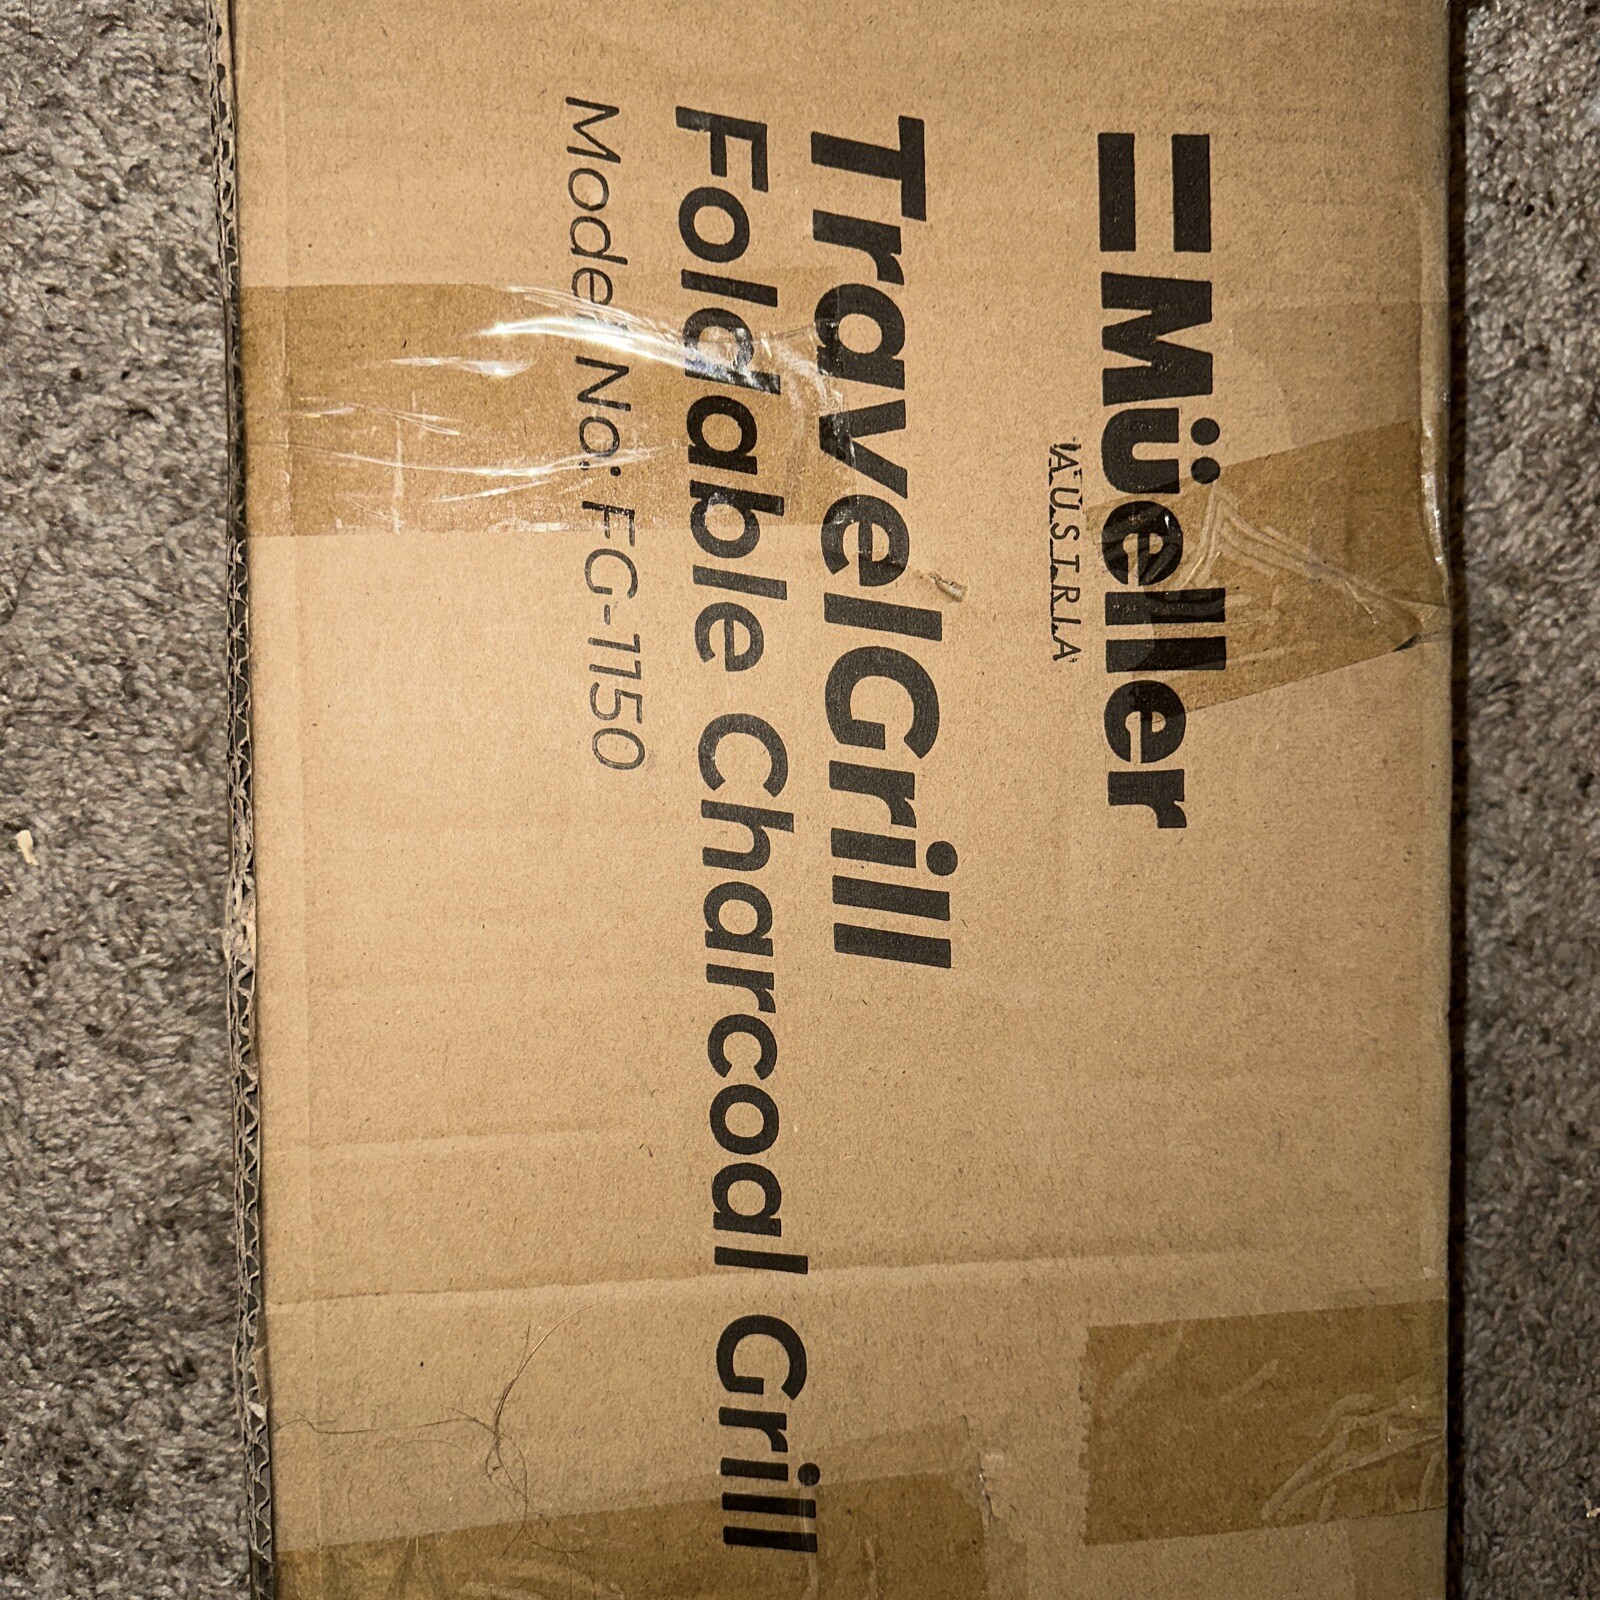 Müeller
AUSTRIA
TravelGrill
Foldable Charcoal Grill
Model No.: FG-1150